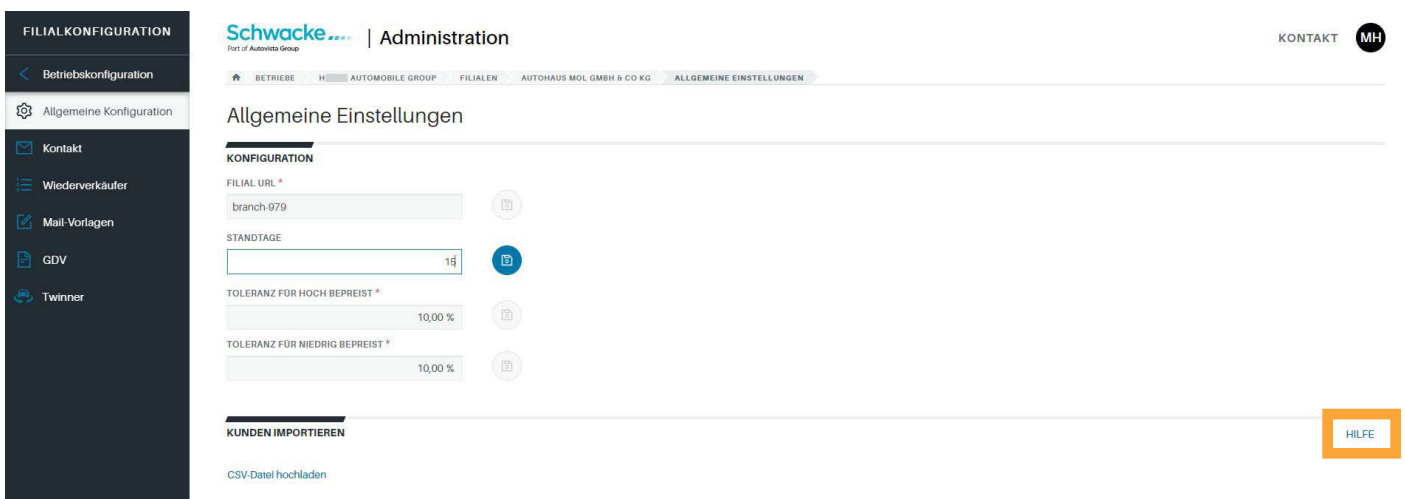 FILIALKONFIGURATION
Betriebskonfiguration
Allgemeine Konfiguration
Kontakt
Wiederverkäufer
Mail-Vorlagen
GDV
Twinner
Schwacke.... | Administration
Part of Autovista Group
KONTAKT MH
BETRIEBE H AUTOMOBILE GROUP FILIALEN AUTOHAUS MOL GMBH & CO KG ALLGEMEINE EINSTELLUNGEN
Allgemeine Einstellungen
KONFIGURATION
FILIAL URL *
branch-979
STANDTAGE
15
TOLERANZ FÜR HOCH BEPREIST *
10,00 %
TOLERANZ FÜR NIEDRIG BEPREIST *
10,00 %
KUNDEN IMPORTIEREN
HILFE
CSV-Datei hochladen